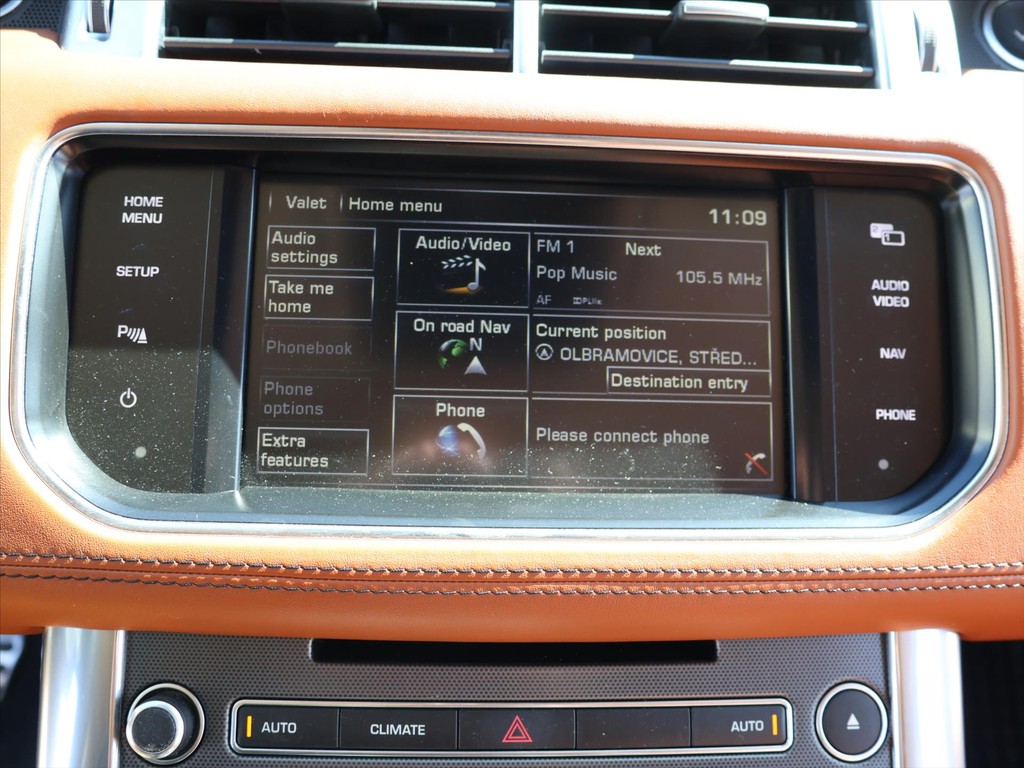 HOME
MENU
SETUP
P
Valet
Home menu
11:09
Audio
settings
Take me
home
Phonebook
Phone
options
Extra
features
Audio/Video
FM 1
Next
Pop Music
105.5 MHz
AF
On road Nav
N
Current position
OLBRAMOVICE, STŘED...
Destination entry
Phone
Please connect phone
AUDIO
VIDEO
NAV
PHONE
AUTO
CLIMATE
AUTO